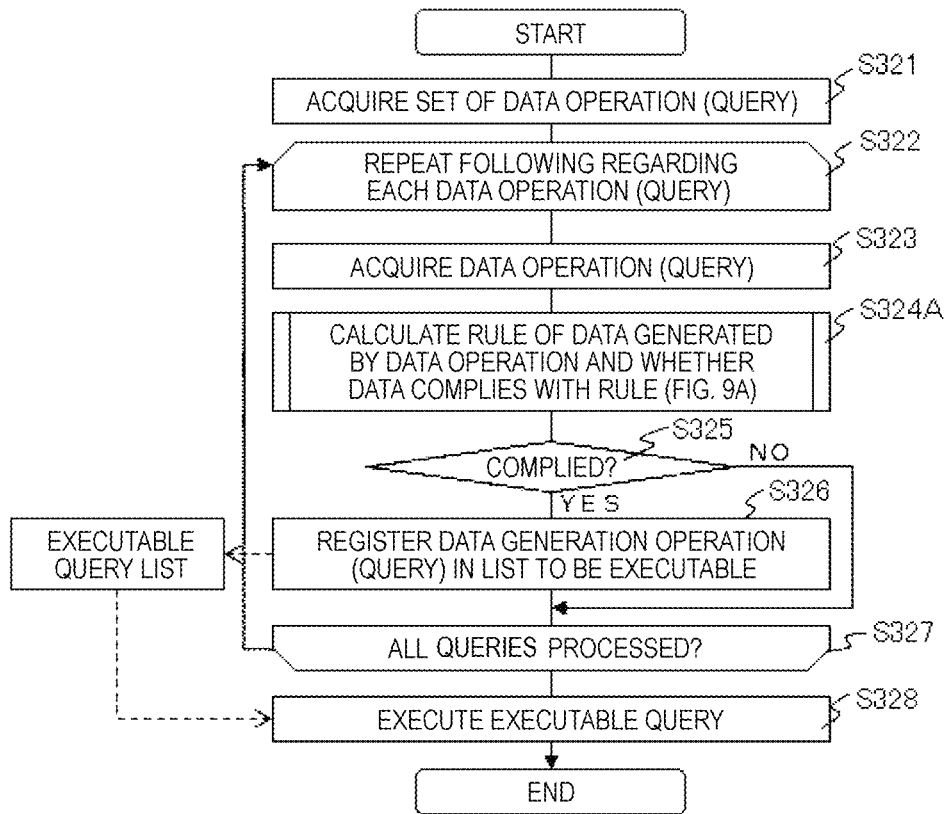 START
S321
ACQUIRE SET OF DATA OPERATION (QUERY)
S322
REPEAT FOLLOWING REGARDING
EACH DATA OPERATION (QUERY)
S323
ACQUIRE DATA OPERATION (QUERY)
S324A
CALCULATE RULE OF DATA GENERATED
BY DATA OPERATION AND WHETHER
DATA COMPLIES WITH RULE (FIG. 9A)
S325
COMPLIED?
NO
YES
S326
EXECUTABLE
QUERY LIST
REGISTER DATA GENERATION OPERATION
(QUERY) IN LIST TO BE EXECUTABLE
S327
ALL QUERIES PROCESSED?
S328
EXECUTE EXECUTABLE QUERY
END